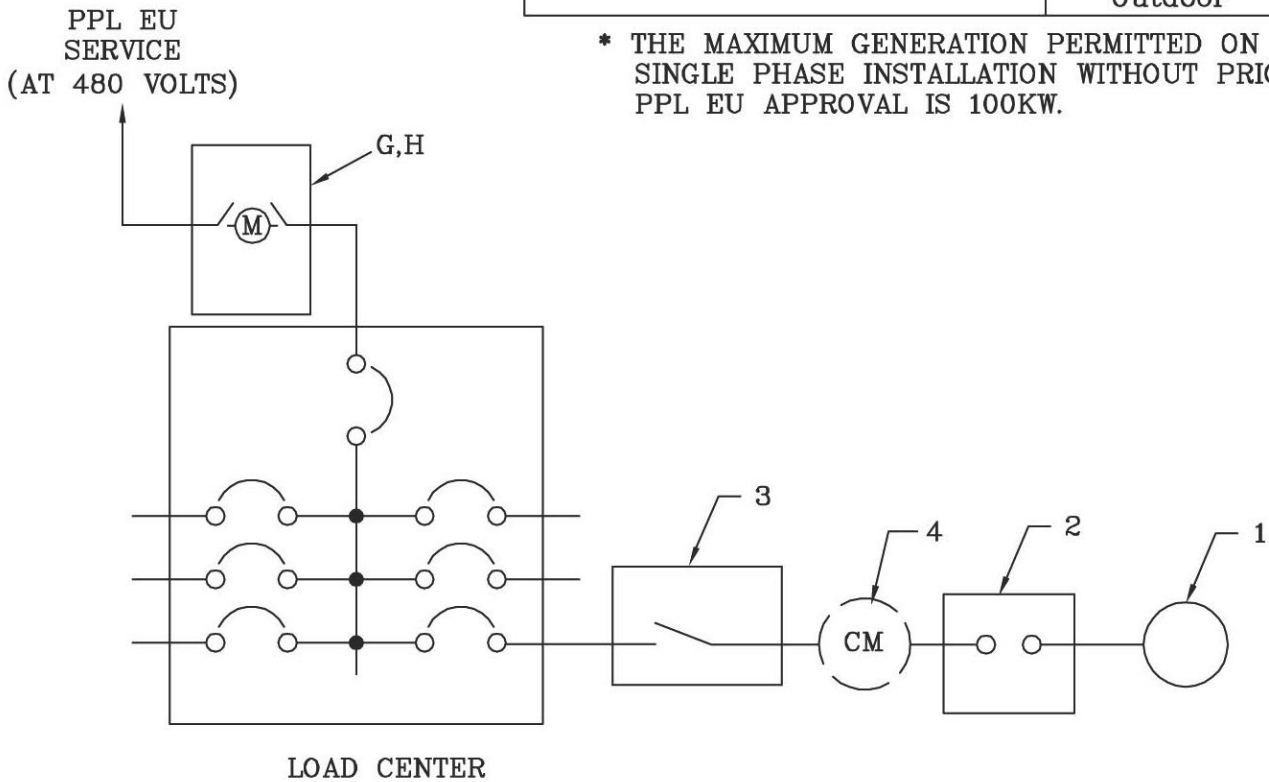 Outdoor
PPL EU
SERVICE
(AT 480 VOLTS)
* THE MAXIMUM GENERATION PERMITTED ON
SINGLE PHASE INSTALLATION WITHOUT
PPL EU APPROVAL IS 100KW.
G,H
M
3
4
2
1
CM
LOAD CENTER